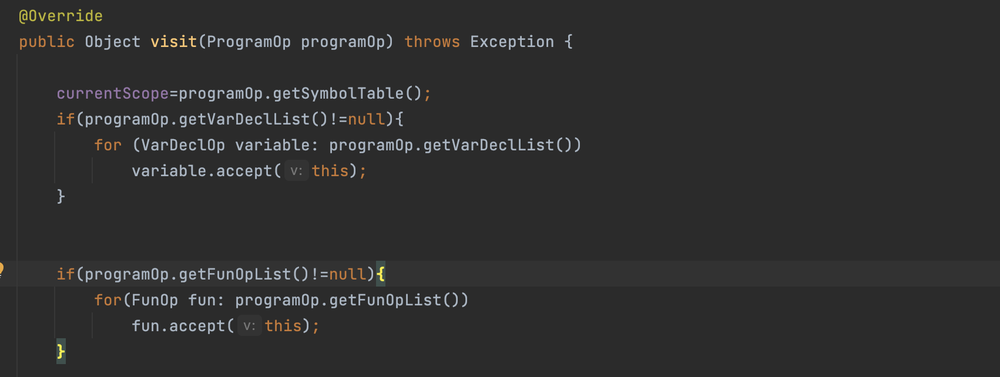 @Override
public Object visit(ProgramOp programOp) throws Exception {
currentScope=programOp.getSymbolTable();
if(programOp.getVarDeclList()!=null){
for (VarDeclOp variable: programOp.getVarDeclList())
variable.accept( v: this);
}
if(programOp.getFunOpList()!=null){
for(FunOp fun: programOp.getFunOpList())
fun.accept( v: this);
}